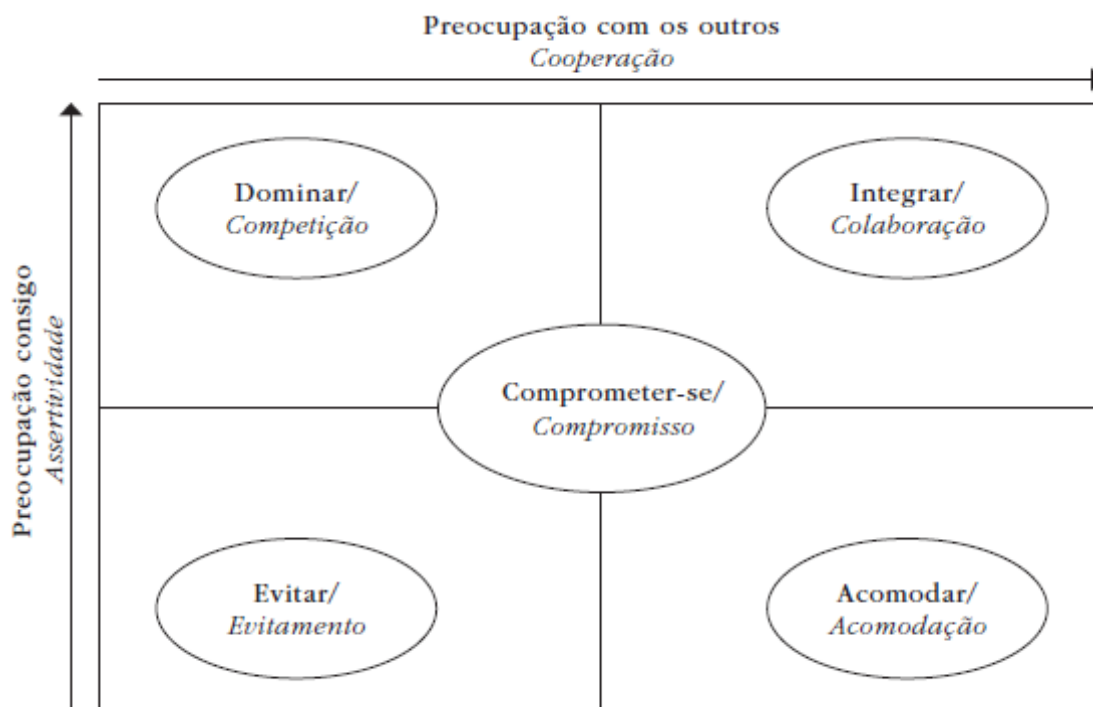 Preocupação com os outros
Cooperação
Preocupação consigo
Assertividade
Dominar/
Competição
Integrar/
Colaboração
Comprometer-se/
Compromisso
Evitar/
Evitamento
Acomodar/
Acomodação